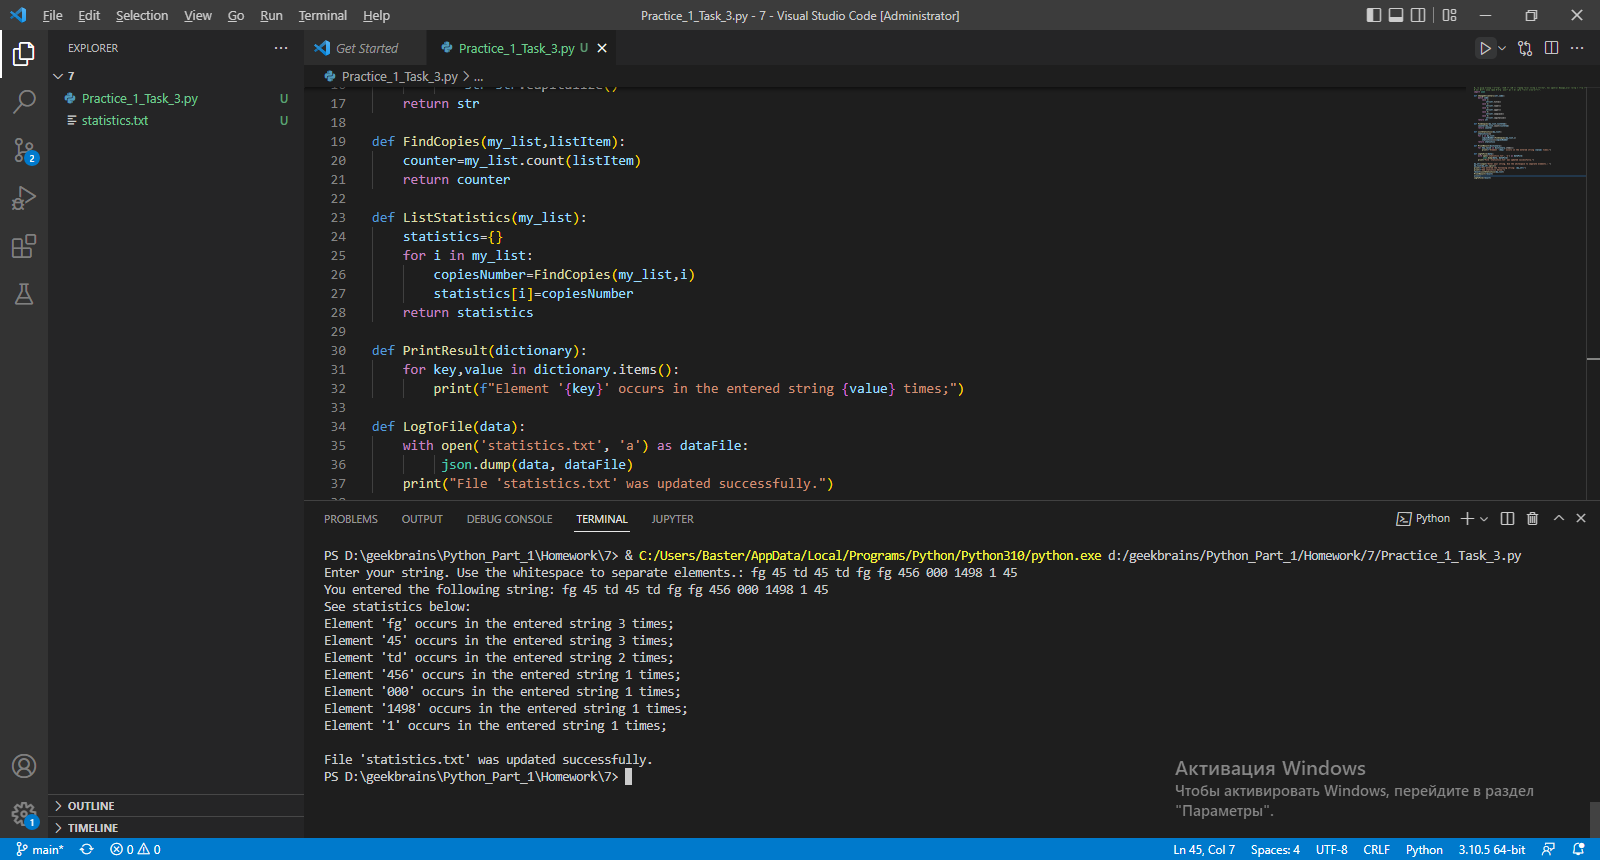 File Edit Selection View Go Run Terminal Help
Practice_1_Task_3.py - 7 - Visual Studio Code [Administrator]
EXPLORER
7
Practice_1_Task_3.py U
statistics.txt U
OUTLINE
TIMELINE
Get Started
Practice_1_Task_3.py U
Practice_1_Task_3.py > ...
17 return str
18
19 def FindCopies(my_list,listItem):
20 counter=my_list.count(listItem)
21 return counter
22
23 def ListStatistics(my_list):
24 statistics={}
25 for i in my_list:
26 copiesNumber=FindCopies(my_list,i)
27 statistics[i]=copiesNumber
28 return statistics
29
30 def PrintResult(dictionary):
31 for key,value in dictionary.items():
32 print(f"Element '{key}' occurs in the entered string {value} times;")
33
34 def LogToFile(data):
35 with open('statistics.txt', 'a') as dataFile:
36 json.dump(data, dataFile)
37 print("File 'statistics.txt' was updated successfully.")
PROBLEMS OUTPUT DEBUG CONSOLE TERMINAL JUPYTER
Python
PS D:\geekbrains\Python_Part_1\Homework\7> & C:/Users/Baster/AppData/Local/Programs/Python/Python310/python.exe d:/geekbrains/Python_Part_1/Homework/7/Practice_1_Task_3.py
Enter your string. Use the whitespace to separate elements.: fg 45 td 45 td fg fg 456 000 1498 1 45
You entered the following string: fg 45 td 45 td fg fg 456 000 1498 1 45
See statistics below:
Element 'fg' occurs in the entered string 3 times;
Element '45' occurs in the entered string 3 times;
Element 'td' occurs in the entered string 2 times;
Element '456' occurs in the entered string 1 times;
Element '000' occurs in the entered string 1 times;
Element '1498' occurs in the entered string 1 times;
Element '1' occurs in the entered string 1 times;
File 'statistics.txt' was updated successfully.
PS D:\geekbrains\Python_Part_1\Homework\7>
Активация Windows
Чтобы активировать Windows, перейдите в раздел
"Параметры".
2
1
main* 0 0
Ln 45, Col 7 Spaces: 4 UTF-8 CRLF Python 3.10.5 64-bit